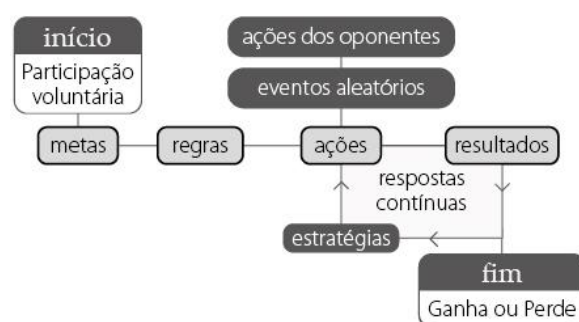 início
Participação
voluntária
ações dos oponentes
eventos aleatórios
metas
regras
ações
resultados
respostas
contínuas
estratégias
fim
Ganha ou Perde